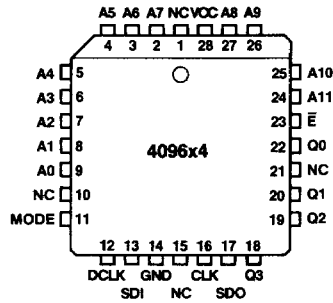 A5 A6 A7 NC VCC A8 A9
4 3 2 1 28 27 26
A4 5 25 A10
A3 6 24 A11
A2 7 23 E̅
A1 8 4096x4 22 Q0
A0 9 21 NC
NC 10 20 Q1
MODE 11 19 Q2
12 13 14 15 16 17 18
DCLK GND CLK Q3
SDI NC SDO